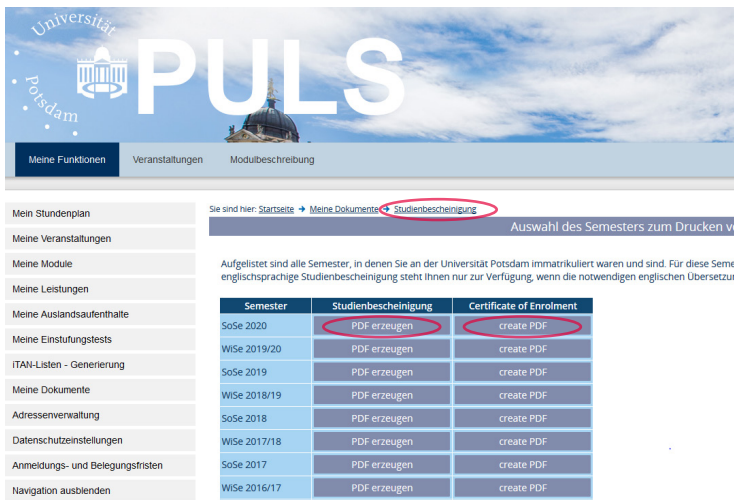 Universität
Potsdam
PULS
Meine Funktionen Veranstaltungen Modulbeschreibung
Mein Stundenplan
Meine Veranstaltungen
Meine Module
Meine Leistungen
Meine Auslandsaufenthalte
Meine Einstufungstests
iTAN-Listen - Generierung
Meine Dokumente
Adressenverwaltung
Datenschutzeinstellungen
Anmeldungs- und Belegungsfristen
Navigation ausblenden
Sie sind hier: Startseite → Meine Dokumente → Studienbescheinigung
Auswahl des Semesters zum Drucken
Aufgelistet sind alle Semester, in denen Sie an der Universität Potsdam immatrikuliert waren und sind. Für diese
englischsprachige Studienbescheinigung steht Ihnen nur zur Verfügung, wenn die notwendigen englischen
Semester Studienbescheinigung Certificate of Enrolment
SoSe 2020 PDF erzeugen create PDF
WiSe 2019/20 PDF erzeugen create PDF
SoSe 2019 PDF erzeugen create PDF
WiSe 2018/19 PDF erzeugen create PDF
SoSe 2018 PDF erzeugen create PDF
WiSe 2017/18 PDF erzeugen create PDF
SoSe 2017 PDF erzeugen create PDF
WiSe 2016/17 PDF erzeugen create PDF